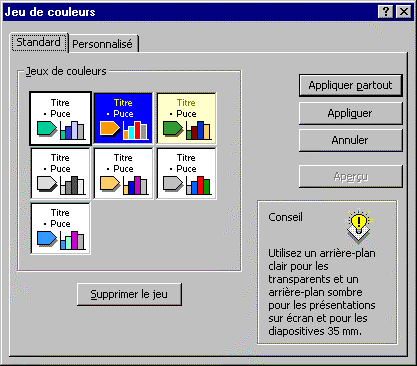 Jeu de couleurs
Standard
Personnalisé
Jeux de couleurs
Titre
• Puce
Titre
• Puce
Titre
• Puce
Titre
• Puce
Titre
• Puce
Titre
• Puce
Titre
• Puce
Supprimer le jeu
Appliquer partout
Appliquer
Annuler
Aperçu
Conseil
Utilisez un arrière-plan
clair pour les
transparents et un
arrière-plan sombre
pour les présentations
sur écran et pour les
diapositives 35 mm.